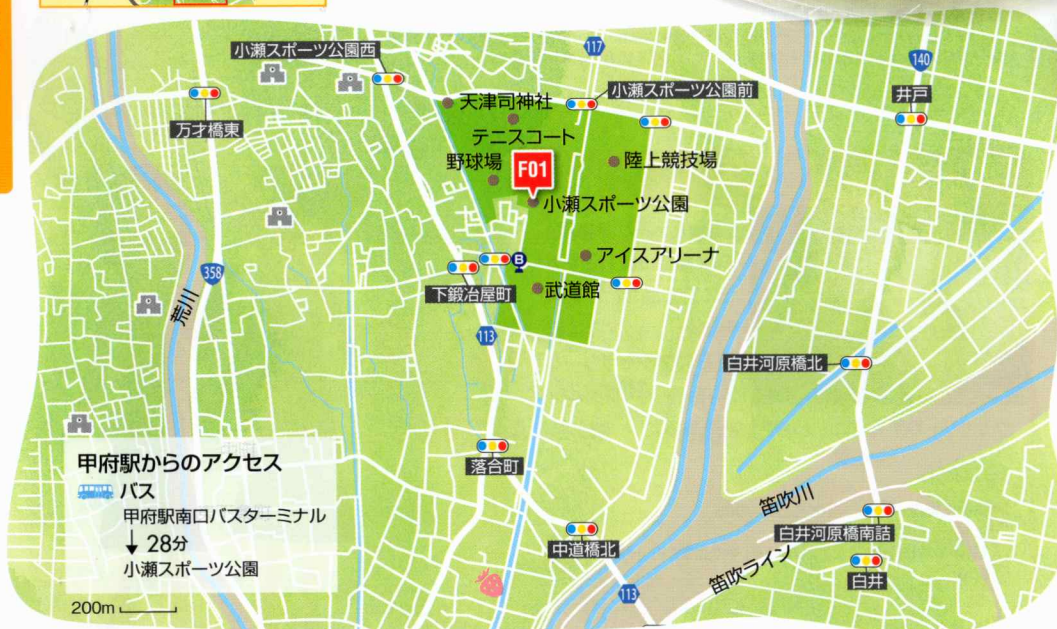 小瀬スポーツ公園西
117
140
小瀬スポーツ公園前
井戸
万才橋東
天津司神社
テニスコート
野球場
F01
陸上競技場
小瀬スポーツ公園
アイスアリーナ
B
358
荒川
下鍛冶屋町
武道館
113
白井河原橋北
甲府駅からのアクセス
バス
甲府駅南口バスターミナル
↓ 28分
小瀬スポーツ公園
200m
落合町
中道橋北
笛吹川
白井河原橋南詰
笛吹ライン
白井
113